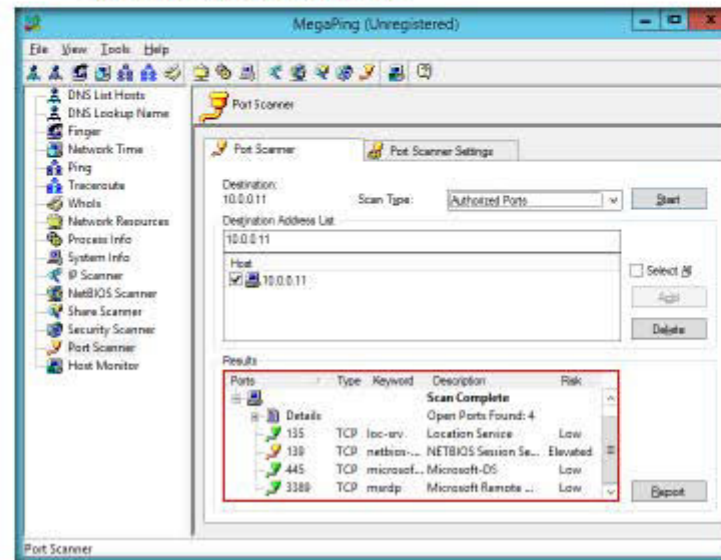 MegaPing (Unregistered)
File View Tools Help
DNS List Hosts
DNS Lookup Name
Finger
Network Time
Ping
Traceroute
Whois
Network Resources
Process Info
System Info
IP Scanner
NetBIOS Scanner
Share Scanner
Security Scanner
Port Scanner
Host Monitor
Port Scanner
Port Scanner Port Scanner Settings
Destination:
10.0.0.11 Scan Type: Authorized Ports Start
Destination Address List
10.0.0.11
Host
10.0.0.11
Select All
Add
Delete
Results
Ports Type Keyword Description Risk
Scan Complete
Details Open Ports Found: 4
135 TCP loc-srv Location Service Low
139 TCP netbios-... NETBIOS Session Se... Elevated
445 TCP microsof... Microsoft-DS Low
3389 TCP msrdp Microsoft Remote ... Low
Report
Port Scanner